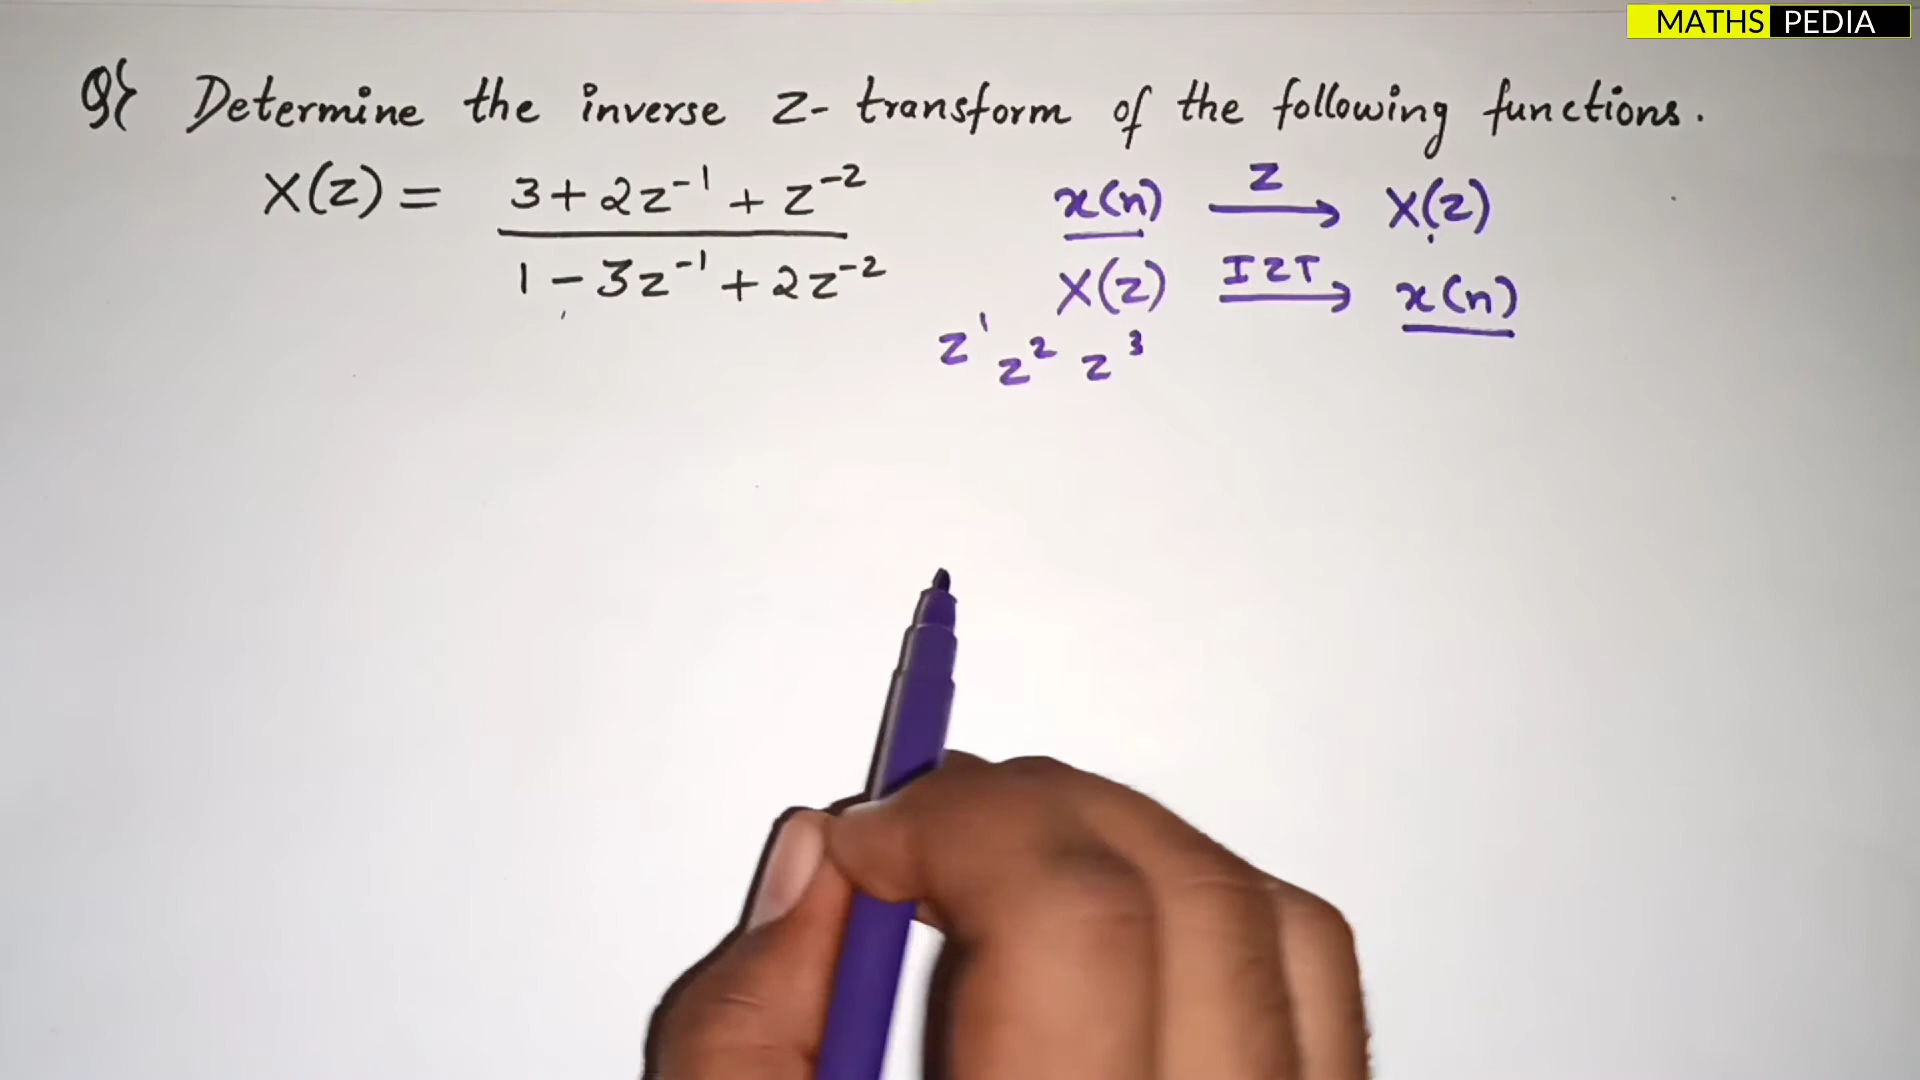 MATHS PEDIA
Q} Determine the inverse z-transform of the following functions.
X(z) = 3+2z⁻¹ + z⁻²
1 - 3z⁻¹ + 2z⁻²
x(n) Z→ X(z)
X(z) IZT→ x(n)
z¹ z² z³